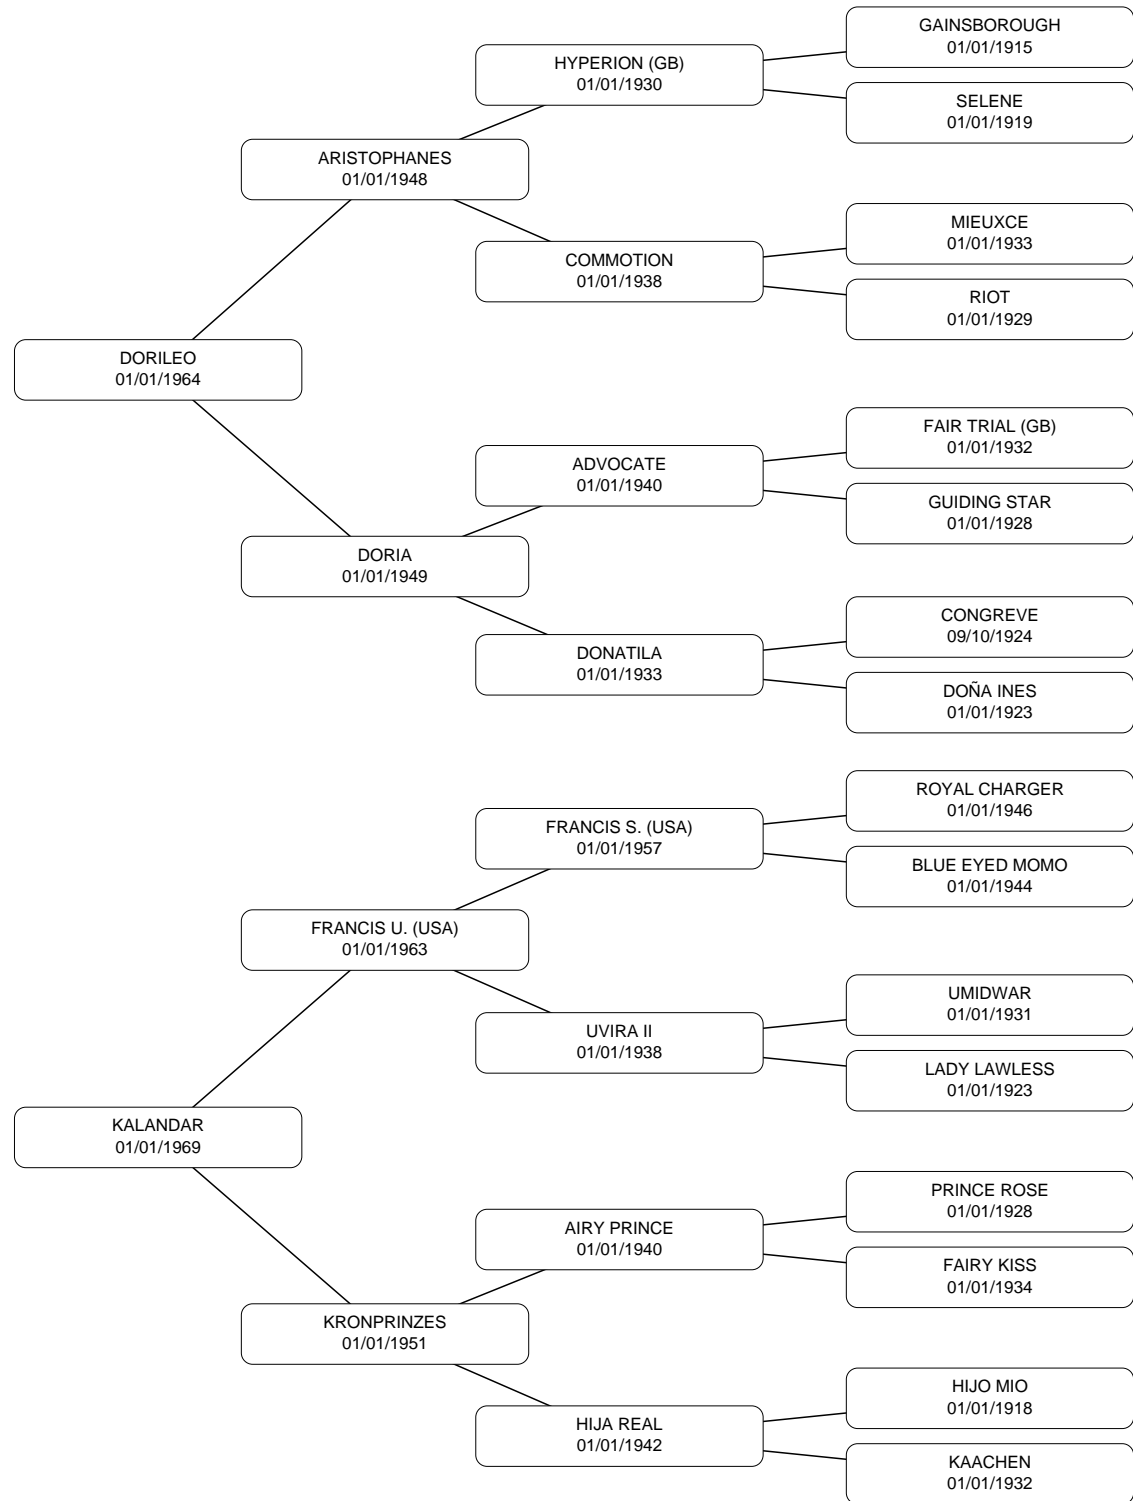 GAINSBOROUGH
01/01/1915
HYPERION (GB)
01/01/1930
SELENE
01/01/1919
ARISTOPHANES
01/01/1948
MIEUXCE
01/01/1933
COMMOTION
01/01/1938
RIOT
01/01/1929
DORILEO
01/01/1964
FAIR TRIAL (GB)
01/01/1932
ADVOCATE
01/01/1940
GUIDING STAR
01/01/1928
DORIA
01/01/1949
CONGREVE
09/10/1924
DONATILA
01/01/1933
DOÑA INES
01/01/1923
ROYAL CHARGER
01/01/1946
FRANCIS S. (USA)
01/01/1957
BLUE EYED MOMO
01/01/1944
FRANCIS U. (USA)
01/01/1963
UMIDWAR
01/01/1931
UVIRA II
01/01/1938
LADY LAWLESS
01/01/1923
KALANDAR
01/01/1969
PRINCE ROSE
01/01/1928
AIRY PRINCE
01/01/1940
FAIRY KISS
01/01/1934
KRONPRINZES
01/01/1951
HIJO MIO
01/01/1918
HIJA REAL
01/01/1942
KAACHEN
01/01/1932